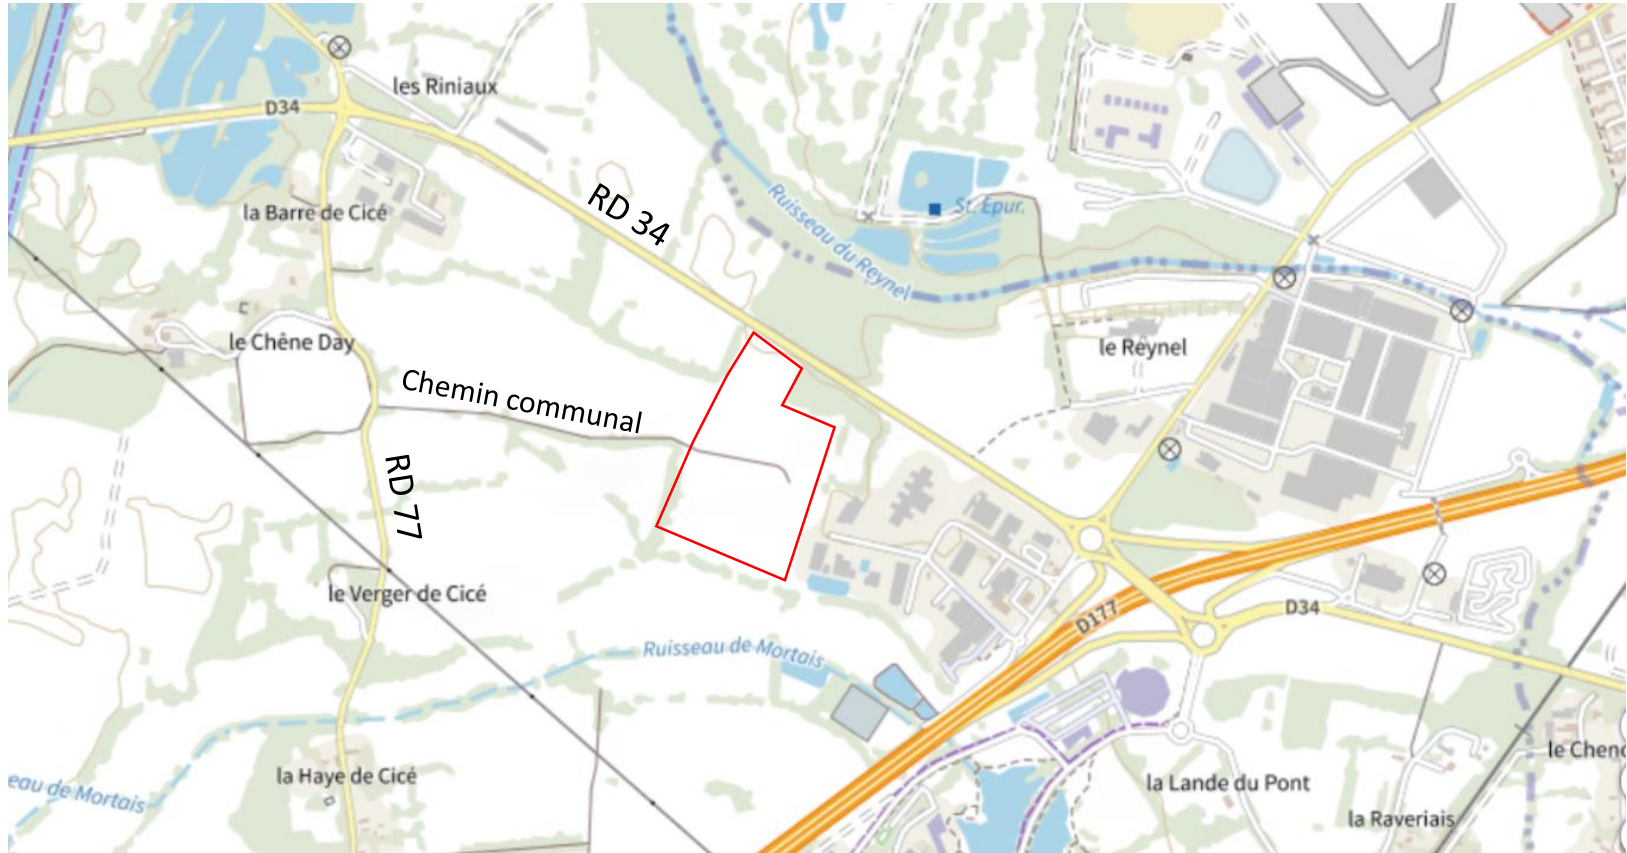 les Riniaux
D34
RD 34
la Barre de Cicé
St. Epur.
Ruisseau du Reynel
le Chêne Day
le Reynel
Chemin communal
RD 77
le Verger de Cicé
D177
D34
Ruisseau de Mortais
la Haye de Cicé
eau de Mortais
le Chenc
la Lande du Pont
la Raveriais